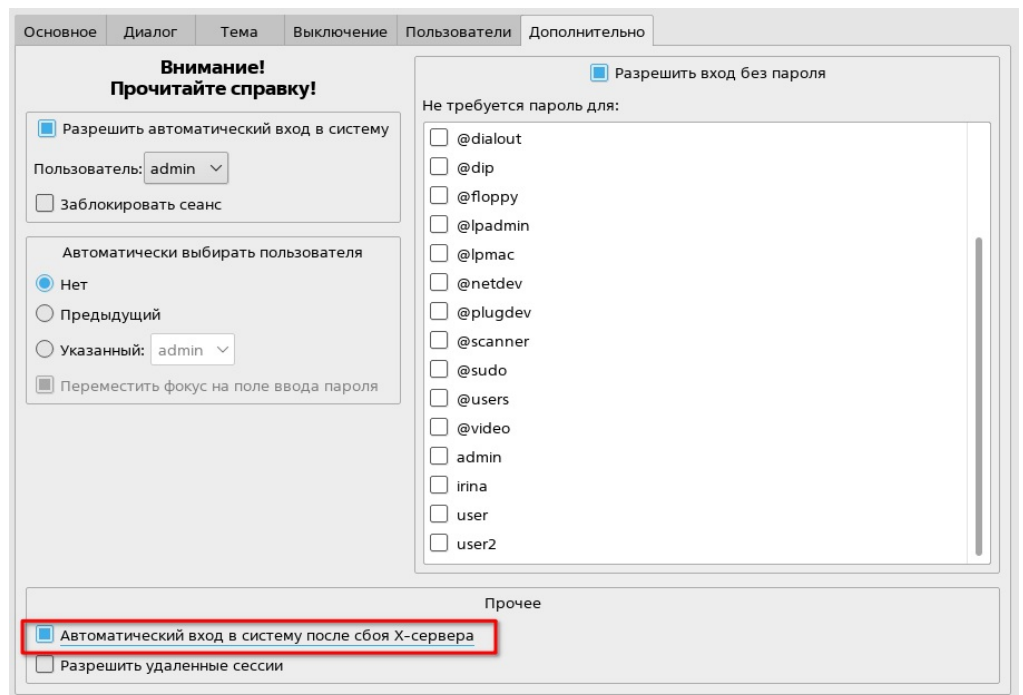 Основное Диалог Тема Выключение Пользователи Дополнительно
Внимание!
Прочитайте справку!
Разрешить автоматический вход в систему
Пользователь: admin
Заблокировать сеанс
Автоматически выбирать пользователя
Нет
Предыдущий
Указанный: admin
Переместить фокус на поле ввода пароля
Разрешить вход без пароля
Не требуется пароль для:
@dialout
@dip
@floppy
@lpadmin
@lpmac
@netdev
@plugdev
@scanner
@sudo
@users
@video
admin
irina
user
user2
Прочее
Автоматический вход в систему после сбоя X-сервера
Разрешить удаленные сессии